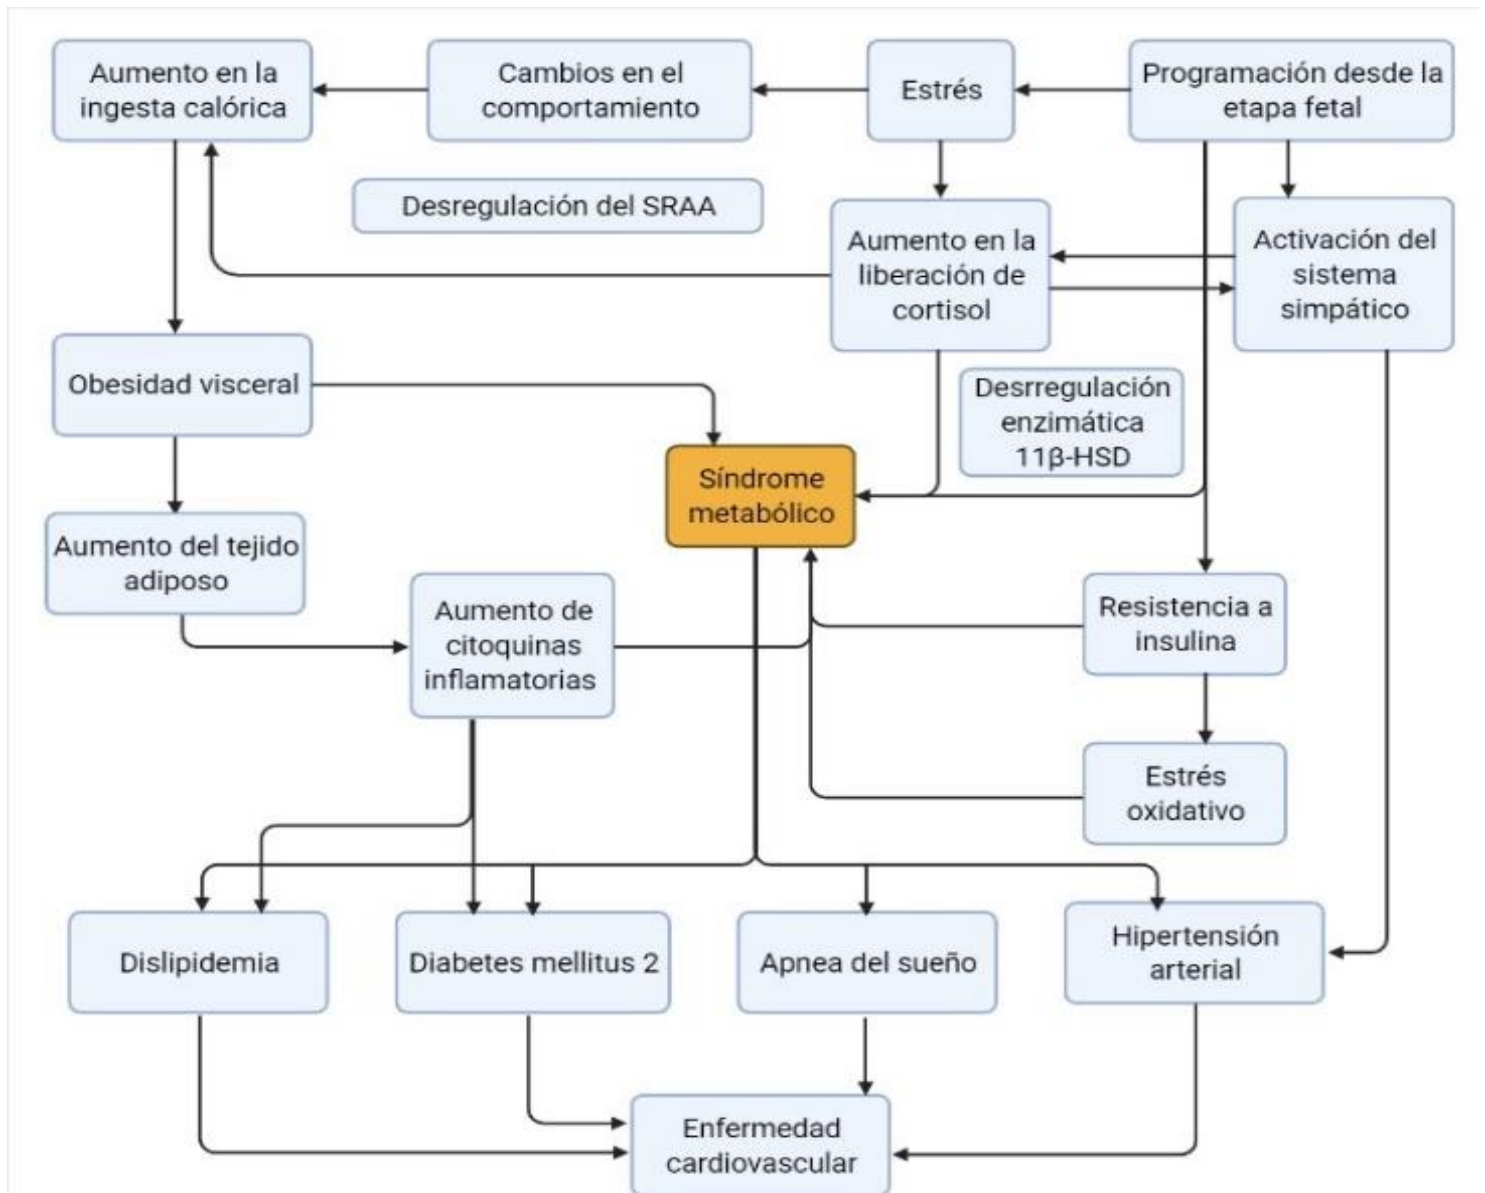 Aumento en la
ingesta calórica
Cambios en el
comportamiento
Estrés
Programación desde la
etapa fetal
Desregulación del SRAA
Aumento en la
liberación de
cortisol
Activación del
sistema
simpático
Obesidad visceral
Desrregulación
enzimática
11β-HSD
Síndrome
metabólico
Aumento del tejido
adiposo
Aumento de
citoquinas
inflamatorias
Resistencia a
insulina
Estrés
oxidativo
Dislipidemia
Diabetes mellitus 2
Apnea del sueño
Hipertensión
arterial
Enfermedad
cardiovascular